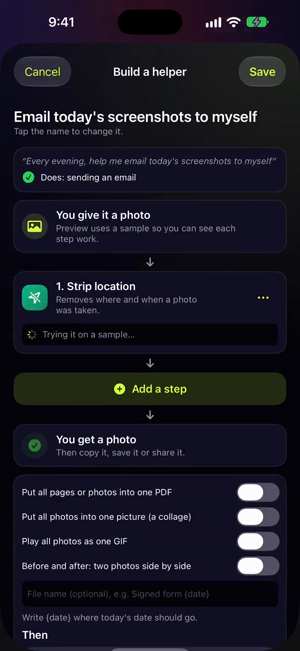 9:41
Cancel
Build a helper
Save
Email today's screenshots to myself
Tap the name to change it.
“Every evening, help me email today's screenshots to myself”
Does: sending an email
You give it a photo
Preview uses a sample so you can see each
step work.
1. Strip location
Removes where and when a photo
was taken.
Trying it on a sample...
Add a step
You get a photo
Then copy it, save it or share it.
Put all pages or photos into one PDF
Put all photos into one picture (a collage)
Play all photos as one GIF
Before and after: two photos side by side
File name (optional), e.g. Signed form {date}
Write {date} where today's date should go.
Then